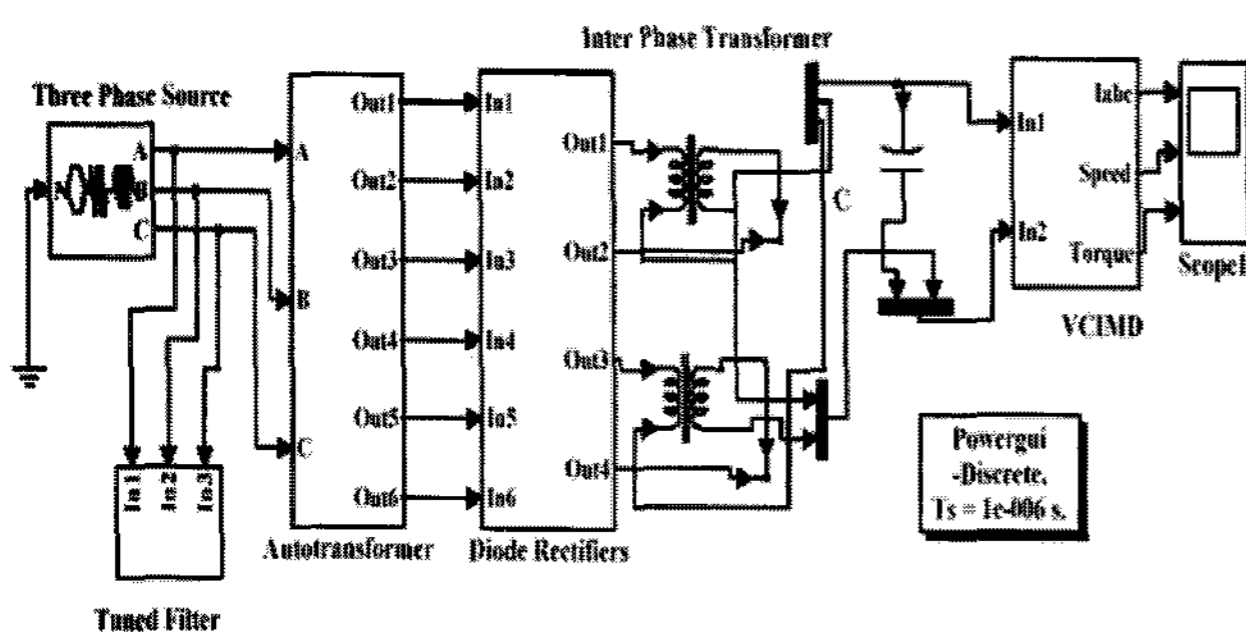 Inter Phase Transformer
Three Phase Source
A
N
B
C
Tuned Filter
In1
In2
In3
Autotransformer
A
B
C
Out1
Out2
Out3
Out4
Out5
Out6
Diode Rectifiers
In1
In2
In3
In4
In5
In6
Out1
Out2
Out3
Out4
C
In1
In2
Iabc
Speed
Torque
VCIMD
Scope1
Powergui
-Discrete,
Ts = 1e-006 s.